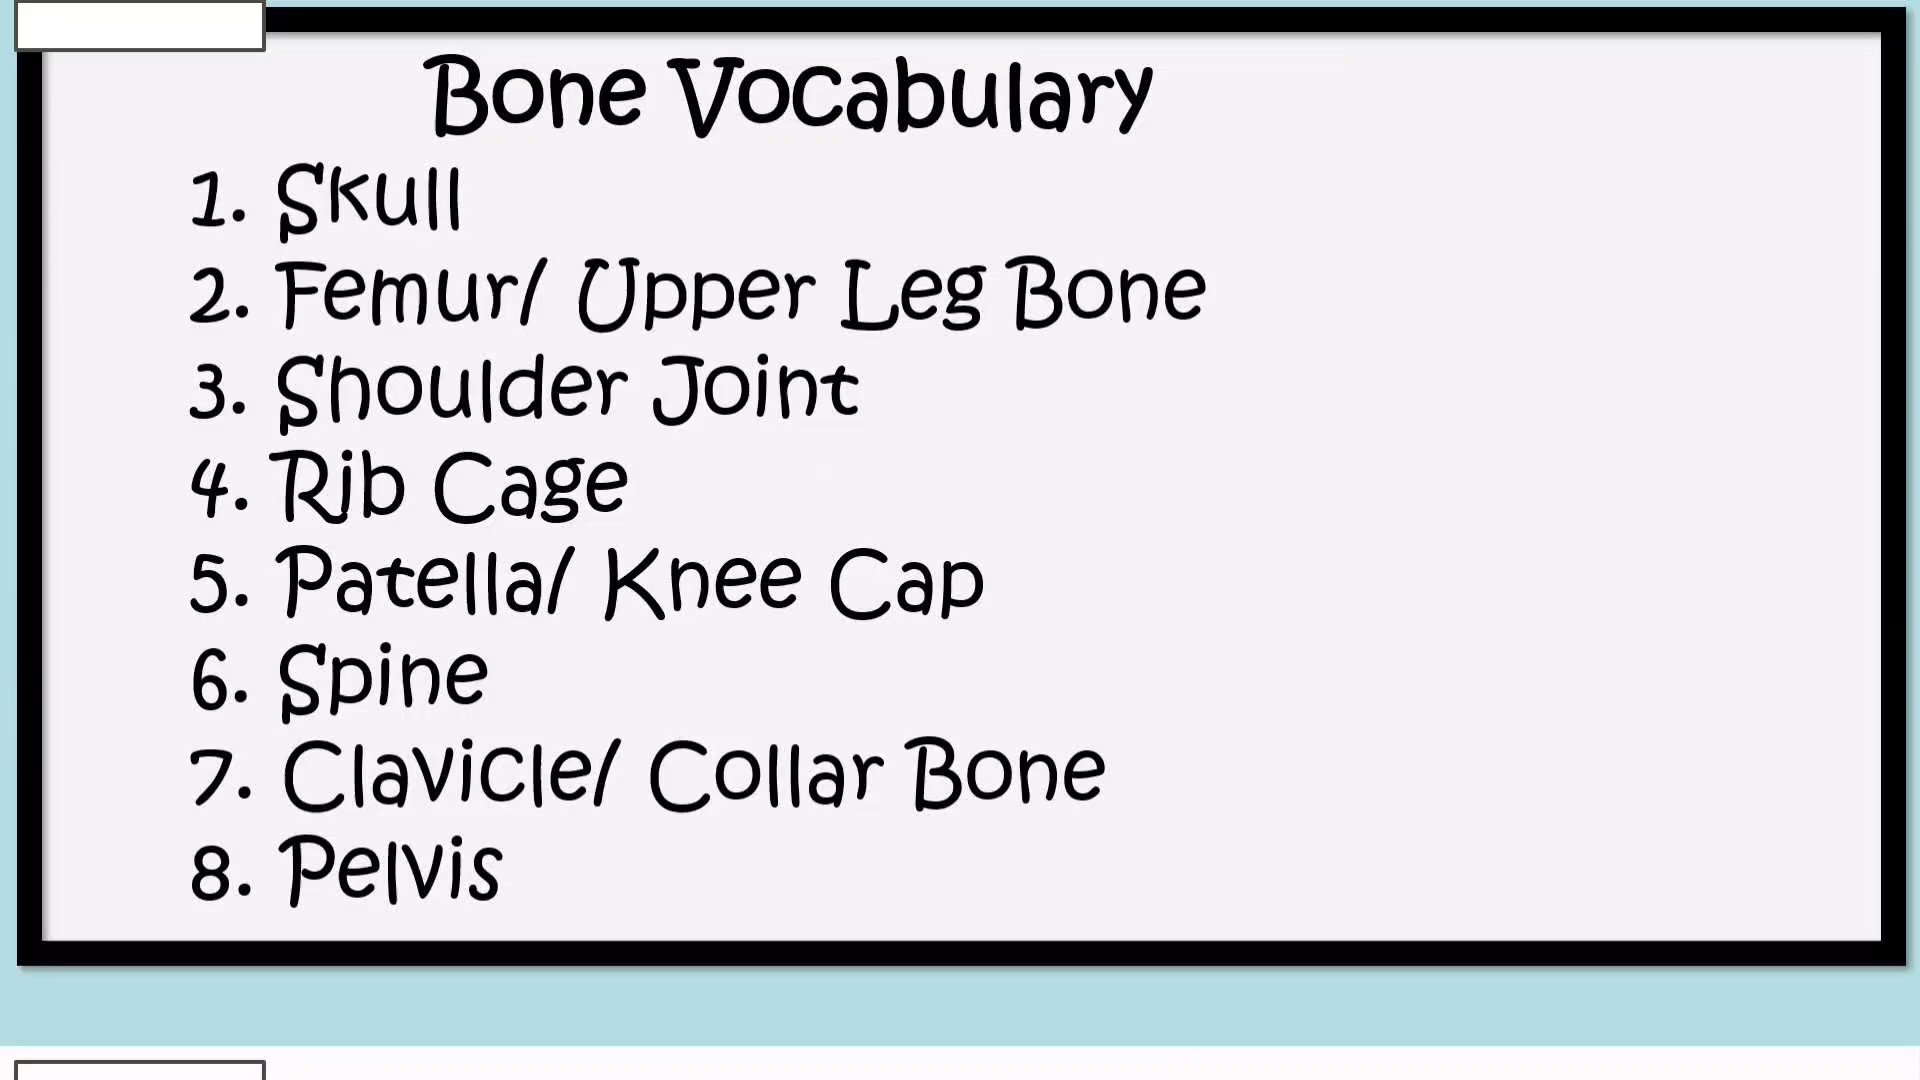 Bone Vocabulary
1. Skull
2. Femur/ Upper Leg Bone
3. Shoulder Joint
4. Rib Cage
5. Patella/ Knee Cap
6. Spine
7. Clavicle/ Collar Bone
8. Pelvis